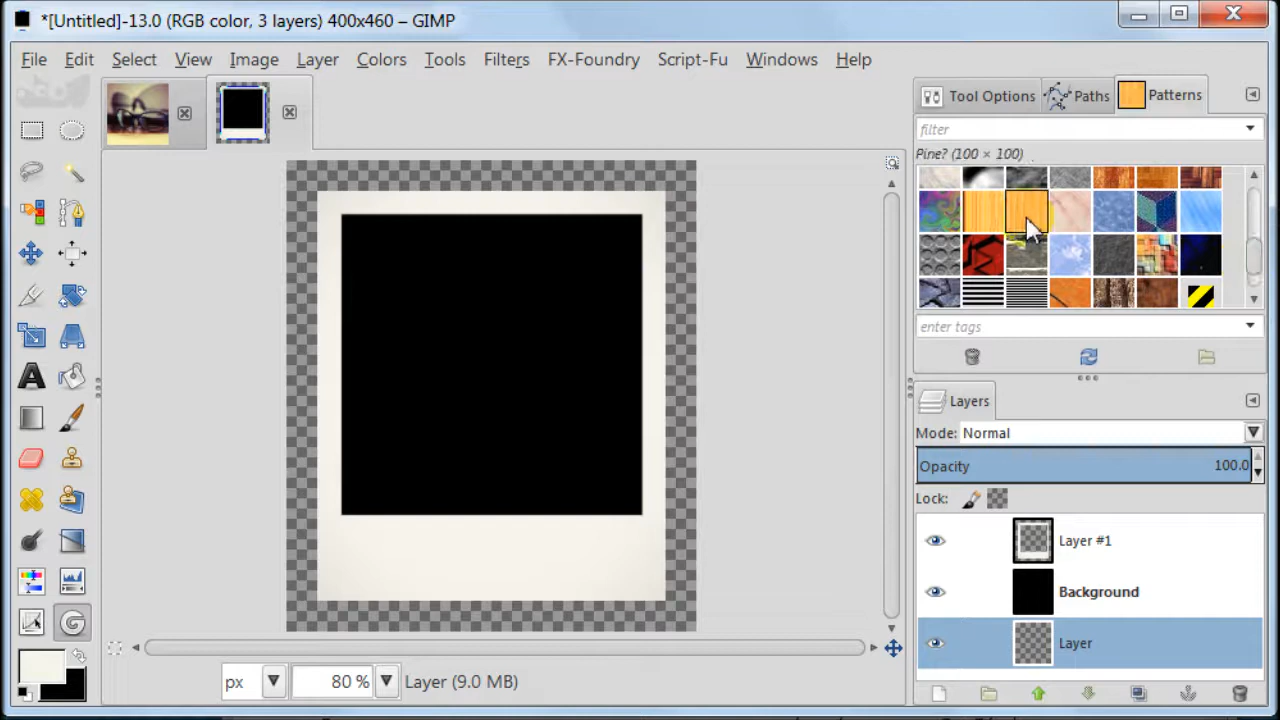 *[Untitled]-13.0 (RGB color, 3 layers) 400x460 – GIMP
File Edit Select View Image Layer Colors Tools Filters FX-Foundry Script-Fu Windows Help
Tool Options Paths Patterns
filter
Pine? (100 × 100)
enter tags
Layers
Mode: Normal
Opacity 100.0
Lock:
Layer #1
Background
Layer
px 80 % Layer (9.0 MB)